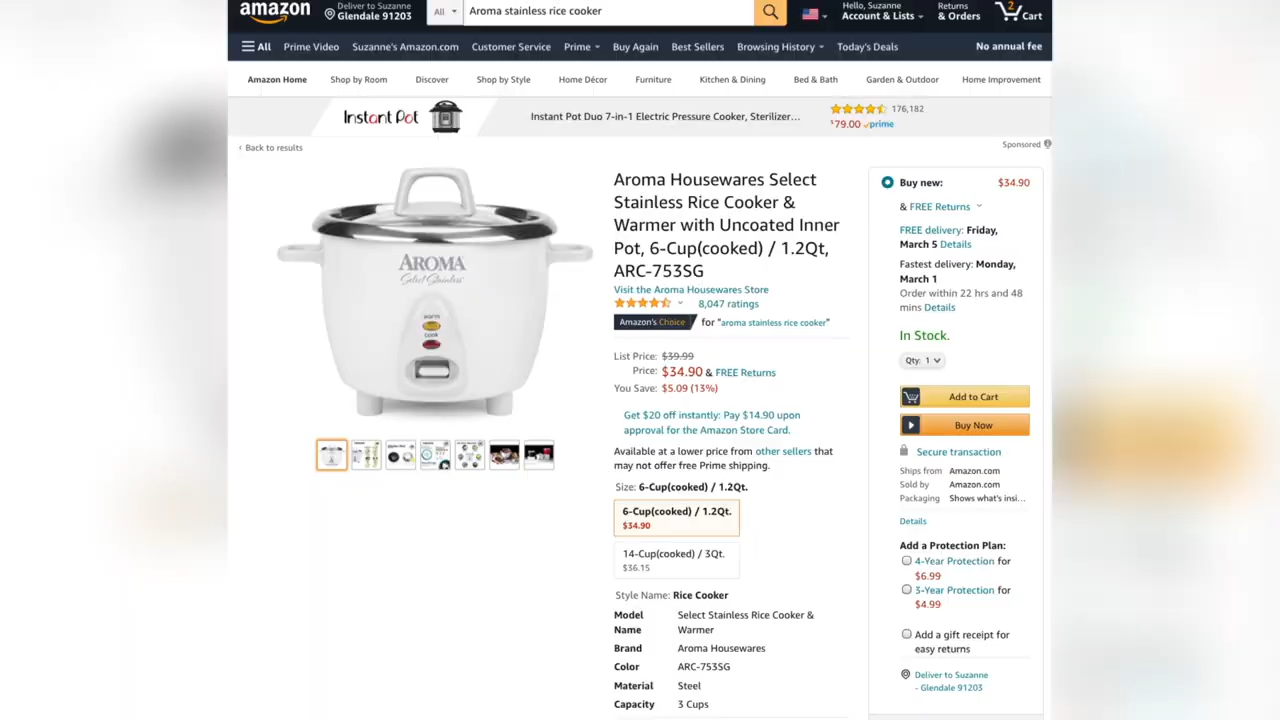 amazon
Deliver to Suzanne
Glendale 91203
All
Aroma stainless rice cooker
Hello, Suzanne
Account & Lists
Returns
& Orders
2
Cart
All
Prime Video
Suzanne's Amazon.com
Customer Service
Prime
Buy Again
Best Sellers
Browsing History
Today's Deals
No annual fee
Amazon Home
Shop by Room
Discover
Shop by Style
Home Décor
Furniture
Kitchen & Dining
Bed & Bath
Garden & Outdoor
Home Improvement
Instant Pot
Instant Pot Duo 7-in-1 Electric Pressure Cooker, Sterilizer...
176,182
$79.00 prime
‹ Back to results
Sponsored
AROMA
Select Stainless
warm
cook
Aroma Housewares Select
Stainless Rice Cooker &
Warmer with Uncoated Inner
Pot, 6-Cup(cooked) / 1.2Qt,
ARC-753SG
Visit the Aroma Housewares Store
8,047 ratings
Amazon's Choice for "aroma stainless rice cooker"
List Price: $39.99
Price: $34.90 & FREE Returns
You Save: $5.09 (13%)
Get $20 off instantly: Pay $14.90 upon
approval for the Amazon Store Card.
Available at a lower price from other sellers that
may not offer free Prime shipping.
Size: 6-Cup(cooked) / 1.2Qt.
6-Cup(cooked) / 1.2Qt.
$34.90
14-Cup(cooked) / 3Qt.
$36.15
Style Name: Rice Cooker
Model Name Select Stainless Rice Cooker & Warmer
Brand Aroma Housewares
Color ARC-753SG
Material Steel
Capacity 3 Cups
Buy new: $34.90
& FREE Returns
FREE delivery: Friday,
March 5 Details
Fastest delivery: Monday,
March 1
Order within 22 hrs and 48
mins Details
In Stock.
Qty: 1
Add to Cart
Buy Now
Secure transaction
Ships from Amazon.com
Sold by Amazon.com
Packaging Shows what's insi...
Details
Add a Protection Plan:
4-Year Protection for
$6.99
3-Year Protection for
$4.99
Add a gift receipt for
easy returns
Deliver to Suzanne
- Glendale 91203